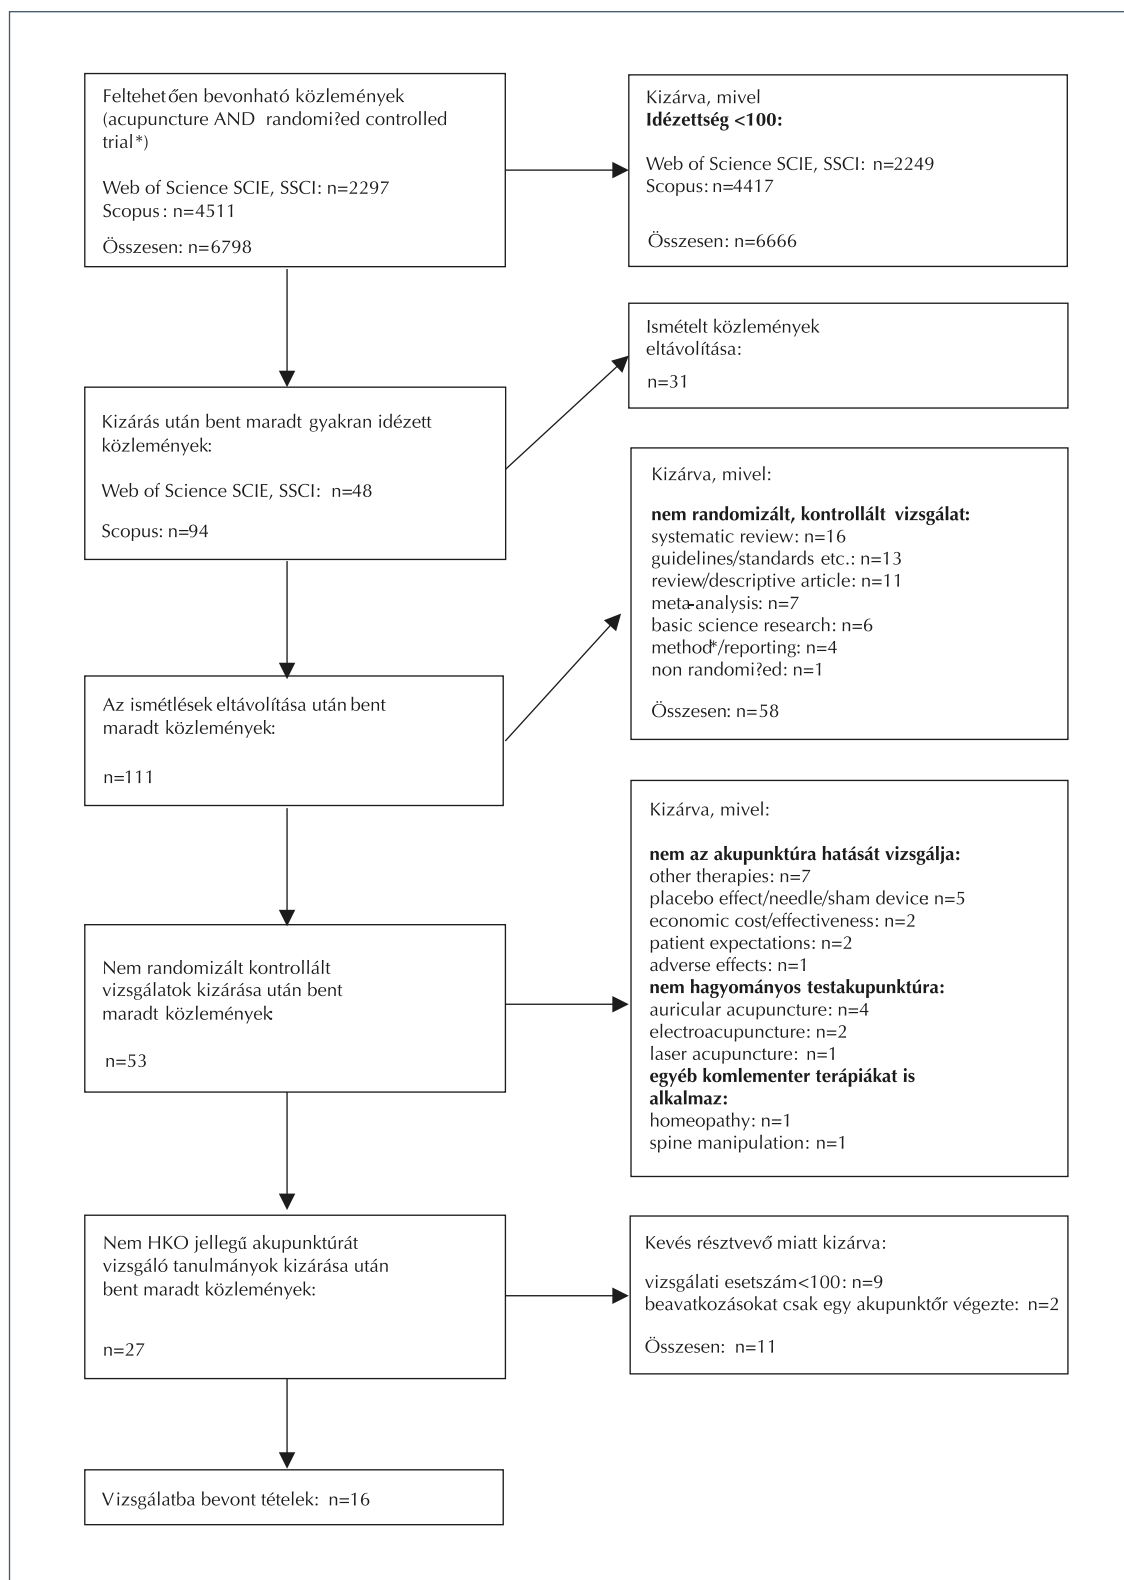 Feltehetően bevonható közlemények
(acupuncture AND randomi?ed controlled
trial*)
Web of Science SCIE, SSCI: n=2297
Scopus: n=4511
Összesen: n=6798
Kizárva, mivel
Idézettség <100:
Web of Science SCIE, SSCI: n=2249
Scopus: n=4417
Összesen: n=6666
Ismételt közlemények
eltávolítása:
n=31
Kizárás után bent maradt gyakran idézett
közlemények:
Web of Science SCIE, SSCI: n=48
Scopus: n=94
Kizárva, mivel:
nem randomizált, kontrollált vizsgálat:
systematic review: n=16
guidelines/standards etc.: n=13
review/descriptive article: n=11
meta-analysis: n=7
basic science research: n=6
method*/reporting: n=4
non randomi?ed: n=1
Összesen: n=58
Az ismétlések eltávolítása után bent
maradt közlemények:
n=111
Kizárva, mivel:
nem az akupunktúra hatását vizsgálja:
other therapies: n=7
placebo effect/needle/sham device: n=5
economic cost/effectiveness: n=2
patient expectations: n=2
adverse effects: n=1
nem hagyományos testakupunktúra:
auricular acupuncture: n=4
electroacupuncture: n=2
laser acupuncture: n=1
egyéb komlementer terápiákat is
alkalmaz:
homeopathy: n=1
spine manipulation: n=1
Nem randomizált kontrollált
vizsgálatok kizárása után bent
maradt közlemények:
n=53
Nem HKO jellegű akupunktúrát
vizsgáló tanulmányok kizárása után
bent maradt közlemények:
n=27
Kevés résztvevő miatt kizárva:
vizsgálati esetszám<100: n=9
beavatkozásokat csak egy akupunktőr végezte: n=2
Összesen: n=11
Vizsgálatba bevont tételek: n=16